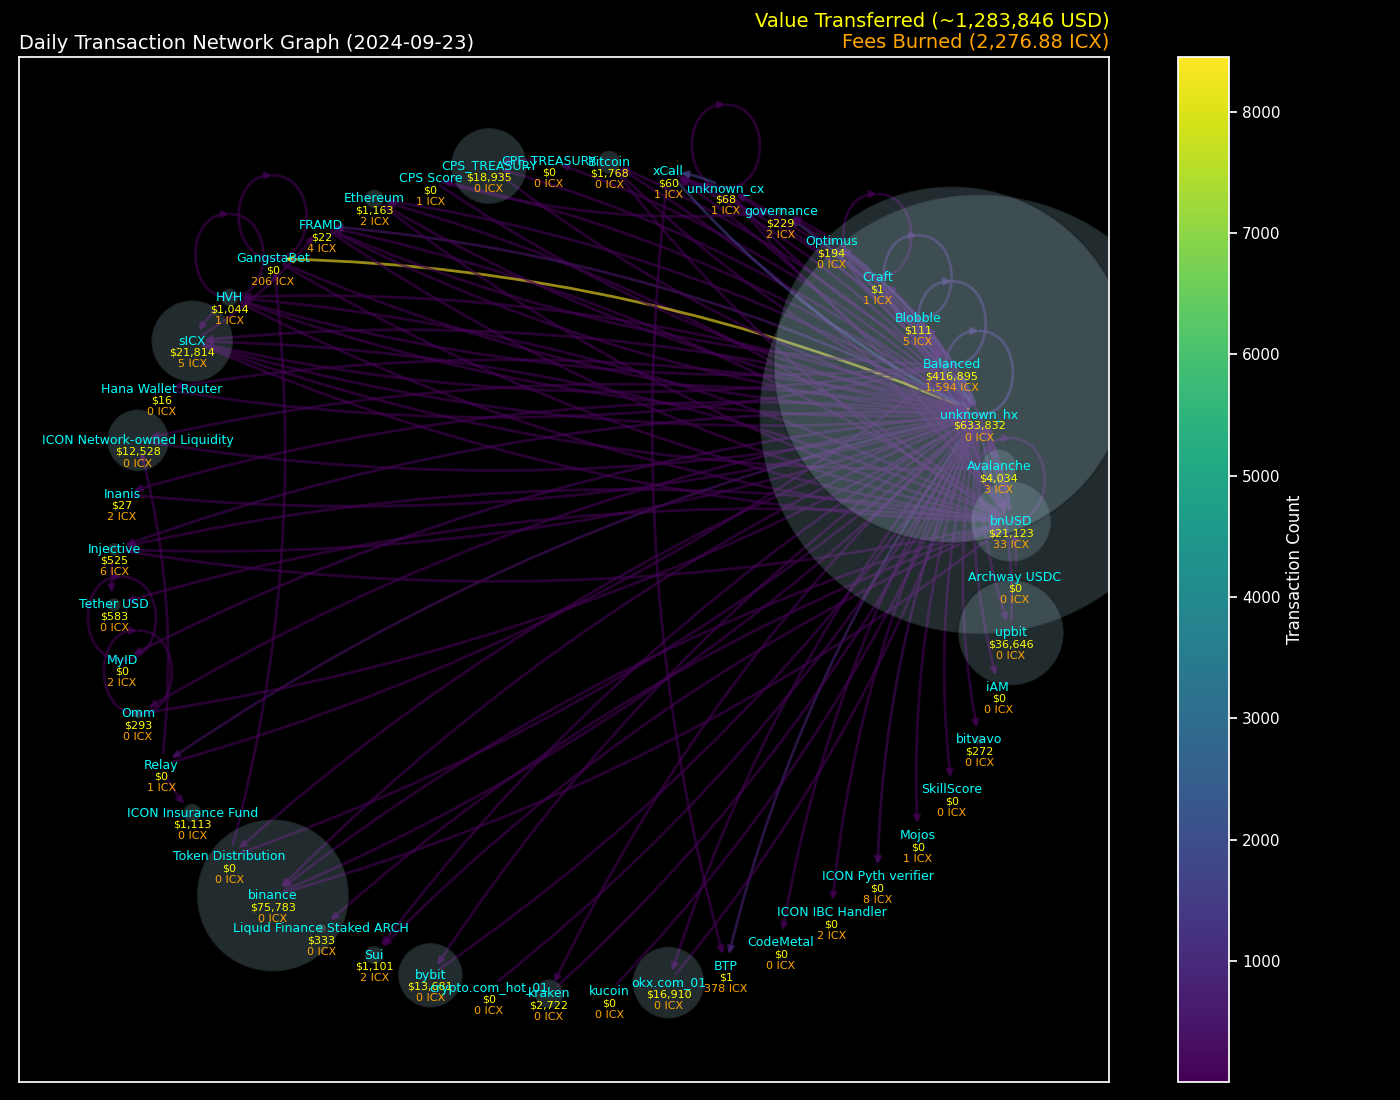 Value Transferred (~1,283,846 USD)
Daily Transaction Network Graph (2024-09-23)
Fees Burned (2,276.88 ICX)
CPS_TREASURY
$18,935
0 ICX
CPF_TREASURY
$0
0 ICX
Bitcoin
$1,768
0 ICX
xCall
$60
1 ICX
unknown_cx
$68
1 ICX
governance
$229
2 ICX
Optimus
$194
0 ICX
Craft
$1
1 ICX
Blobble
$111
5 ICX
Balanced
$416,895
1,594 ICX
unknown_hx
$633,832
0 ICX
Avalanche
$4,034
3 ICX
bnUSD
$21,123
33 ICX
Archway USDC
$0
0 ICX
upbit
$36,646
0 ICX
iAM
$0
0 ICX
bitvavo
$272
0 ICX
SkillScore
$0
0 ICX
Mojos
$0
1 ICX
ICON Pyth verifier
$0
8 ICX
ICON IBC Handler
$0
2 ICX
CodeMetal
$0
0 ICX
BTP
$1
378 ICX
okx.com_01
$16,910
0 ICX
kucoin
$0
0 ICX
kraken
$2,722
0 ICX
crypto.com_hot_01
$0
0 ICX
bybit
$13,681
0 ICX
Sui
$1,101
2 ICX
Liquid Finance Staked ARCH
$333
0 ICX
binance
$75,783
0 ICX
Token Distribution
$0
0 ICX
ICON Insurance Fund
$1,113
0 ICX
Relay
$0
1 ICX
Omm
$293
0 ICX
MyID
$0
2 ICX
Tether USD
$583
0 ICX
Injective
$525
6 ICX
Inanis
$27
2 ICX
ICON Network-owned Liquidity
$12,528
0 ICX
Hana Wallet Router
$16
0 ICX
sICX
$21,814
5 ICX
HVH
$1,044
1 ICX
GangstaBet
$0
206 ICX
FRAMD
$22
4 ICX
Ethereum
$1,163
2 ICX
CPS Score
$0
1 ICX
8000
7000
6000
5000
4000
3000
2000
1000
Transaction Count